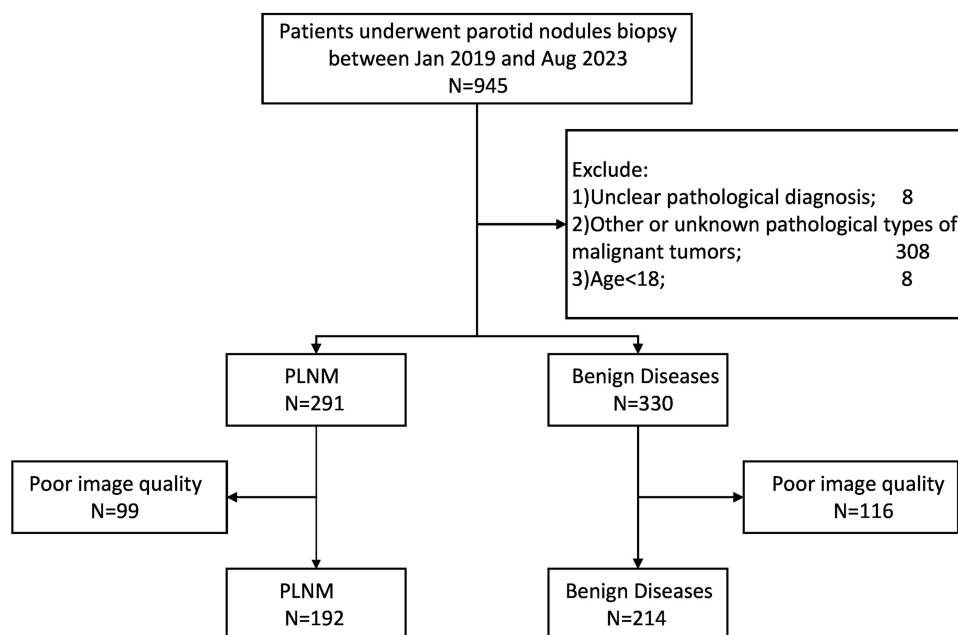 Patients underwent parotid nodules biopsy
between Jan 2019 and Aug 2023
N=945
Exclude:
1)Unclear pathological diagnosis; 8
2)Other or unknown pathological types of
malignant tumors; 308
3)Age<18; 8
PLNM
N=291
Benign Diseases
N=330
Poor image quality
N=99
Poor image quality
N=116
PLNM
N=192
Benign Diseases
N=214